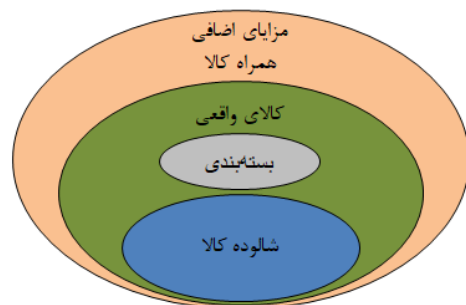 مزایای اضافی
همراه کالا
کالای واقعی
بسته‌بندی
شالوده کالا